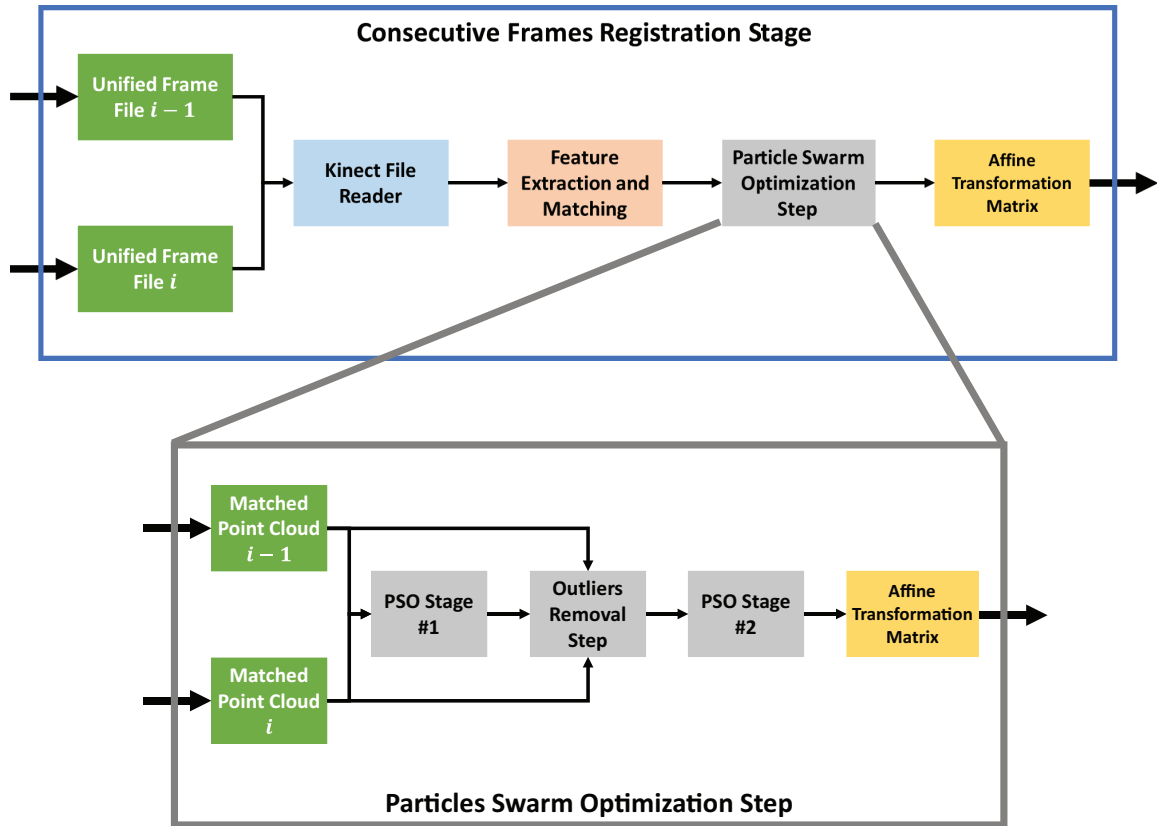 Consecutive Frames Registration Stage
Unified Frame
File i − 1
Unified Frame
File i
Kinect File
Reader
Feature
Extraction and
Matching
Particle Swarm
Optimization
Step
Affine
Transformation
Matrix
Matched
Point Cloud
i − 1
Matched
Point Cloud
i
PSO Stage
#1
Outliers
Removal
Step
PSO Stage
#2
Affine
Transformation
Matrix
Particles Swarm Optimization Step